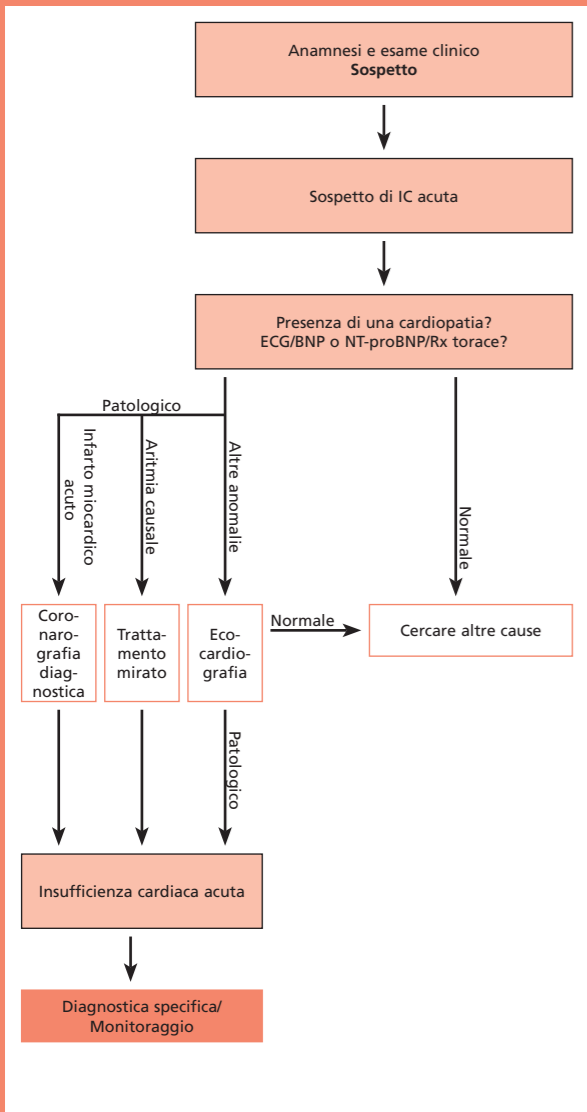 Anamnesi e esame clinico
Sospetto
Sospetto di IC acuta
Presenza di una cardiopatia?
ECG/BNP o NT-proBNP/Rx torace?
Patologico
Infarto miocardico
acuto
Aritmia causale
Altre anomalie
Normale
Coro-
naro-
grafia
diag-
nostica
Tratta-
mento
mirato
Eco-
cardio-
grafia
Normale
Cercare altre cause
Patologico
Insufficienza cardiaca acuta
Diagnostica specifica/
Monitoraggio